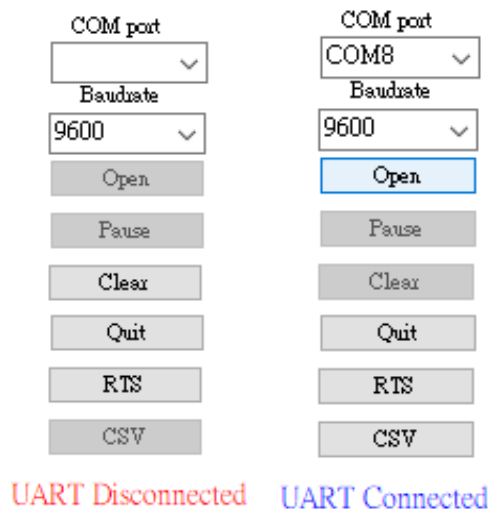 COM port
Baudrate
9600
Open
Pause
Clear
Quit
RTS
CSV
UART Disconnected
COM port
COM8
Baudrate
9600
Open
Pause
Clear
Quit
RTS
CSV
UART Connected